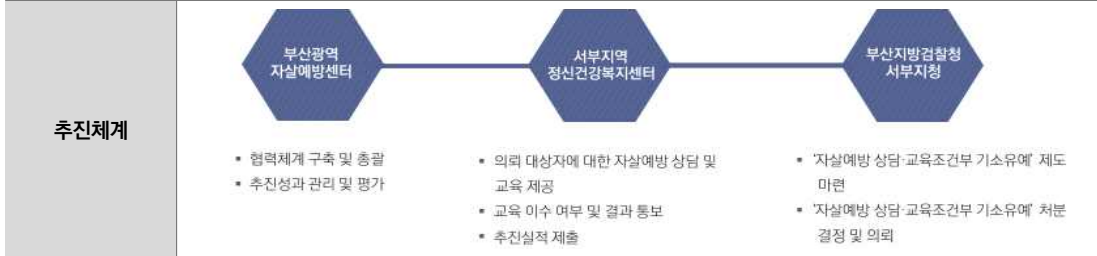 추진체계
부산광역
자살예방센터
서부지역
정신건강복지센터
부산지방검찰청
서부지청
▪ 협력체계 구축 및 총괄
▪ 추진성과 관리 및 평가
▪ 의뢰 대상자에 대한 자살예방 상담 및
교육 제공
▪ 교육 이수 여부 및 결과 통보
▪ 추진실적 제출
▪ '자살예방 상담·교육조건부 기소유예' 제도
마련
▪ '자살예방 상담·교육조건부 기소유예' 처분
결정 및 의뢰